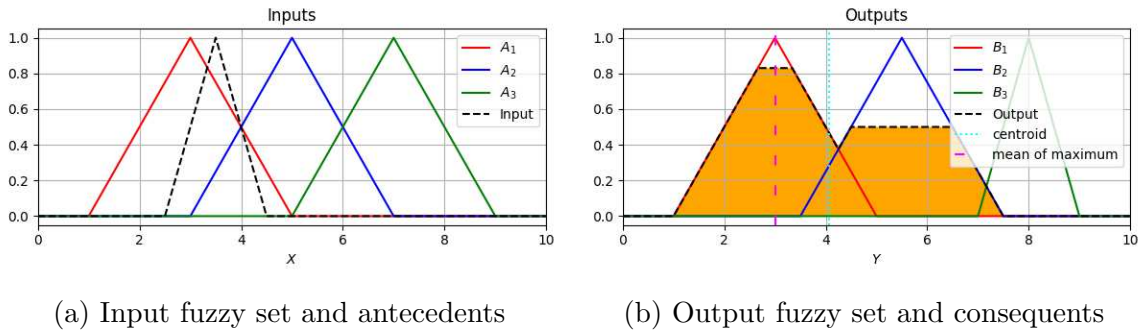 Inputs
1.0
0.8
0.6
0.4
0.2
0.0
0 2 4 6 8 10
X
A₁
A₂
A₃
Input
(a) Input fuzzy set and antecedents
Outputs
1.0
0.8
0.6
0.4
0.2
0.0
0 2 4 6 8 10
Y
B₁
B₂
B₃
Output
centroid
mean of maximum
(b) Output fuzzy set and consequents